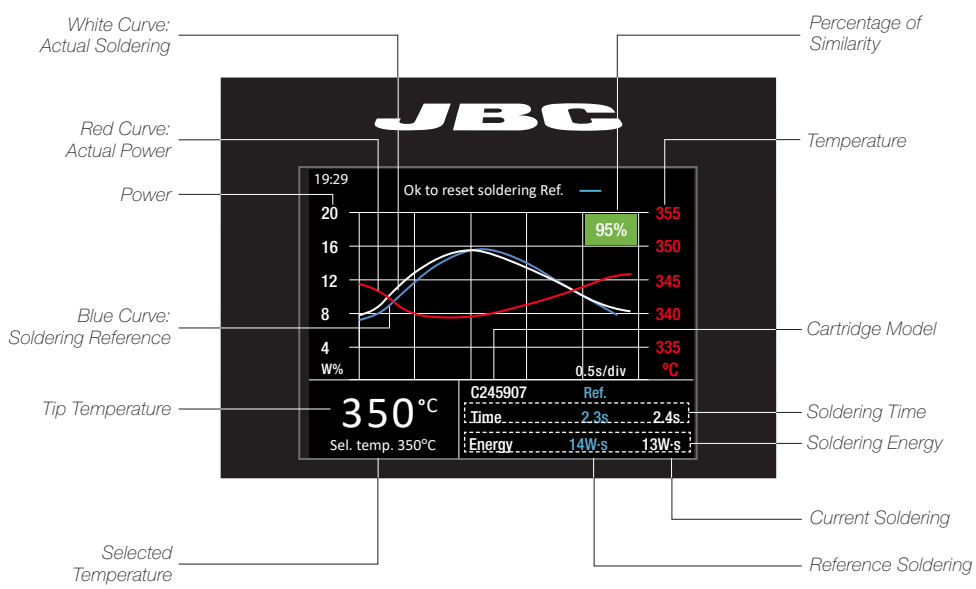 White Curve:
Actual Soldering
Percentage of
Similarity
JBC
Red Curve:
Actual Power
Temperature
Power
19:29
Ok to reset soldering Ref.
20
355
95%
16
350
12
345
8
340
Blue Curve:
Soldering Reference
Cartridge Model
4
335
W%
0.5s/div
ºC
C245907
Ref.
Tip Temperature
350°C
Time
2.3s
2.4s
Soldering Time
Sel. temp. 350ºC
Energy
14W·s
13W·s
Soldering Energy
Current Soldering
Selected
Temperature
Reference Soldering